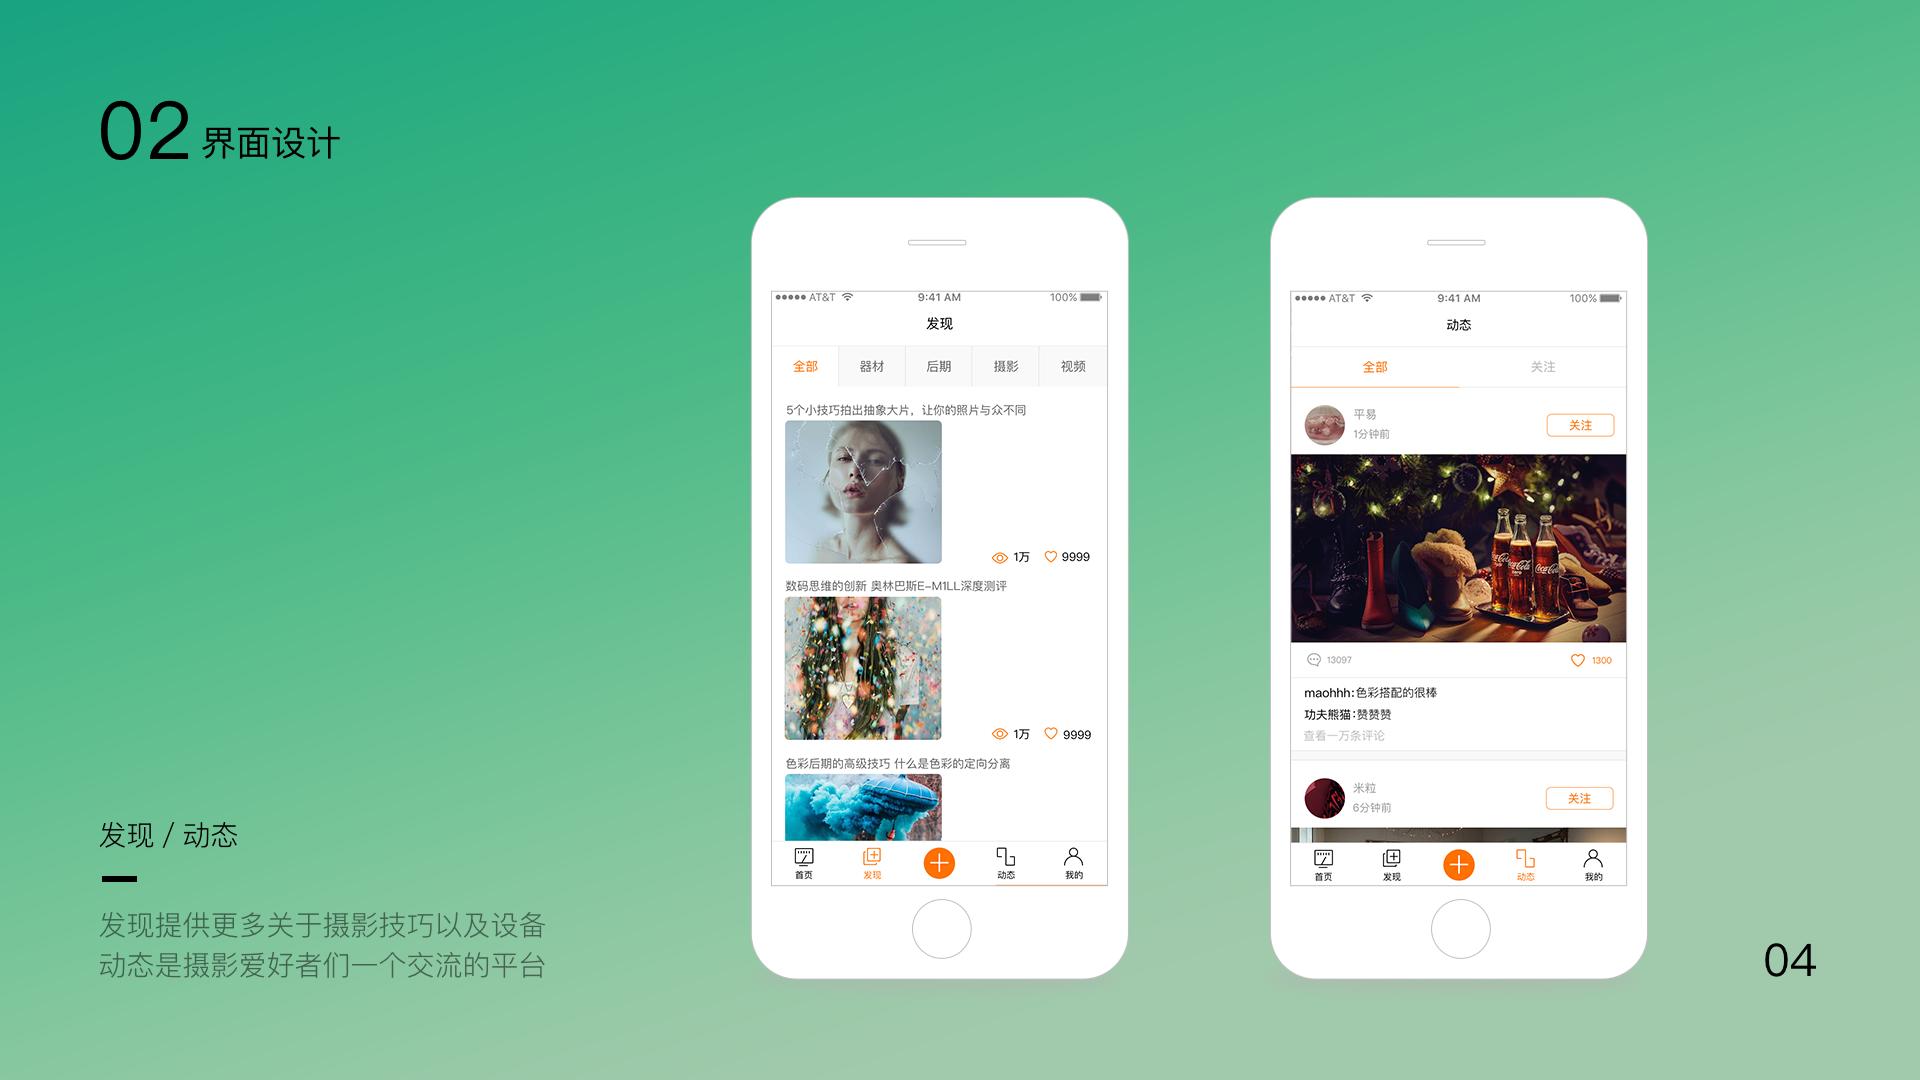 02 界面设计
●●●●● AT&T 9:41 AM 100%
发现
全部 器材 后期 摄影 视频
5个小技巧拍出抽象大片，让你的照片与众不同
1万 9999
数码思维的创新 奥林巴斯E-M1LL深度测评
1万 9999
色彩后期的高级技巧 什么是色彩的定向分离
首页 发现 动态 我的
●●●●● AT&T 9:41 AM 100%
动态
全部 关注
平易
1分钟前
关注
Coca-Cola zero Coca-Cola Coca-Cola
13097 1300
maohhh:色彩搭配的很棒
功夫熊猫:赞赞赞
查看一万条评论
米粒
6分钟前
关注
首页 发现 动态 我的
发现 / 动态
发现提供更多关于摄影技巧以及设备
动态是摄影爱好者们一个交流的平台
04